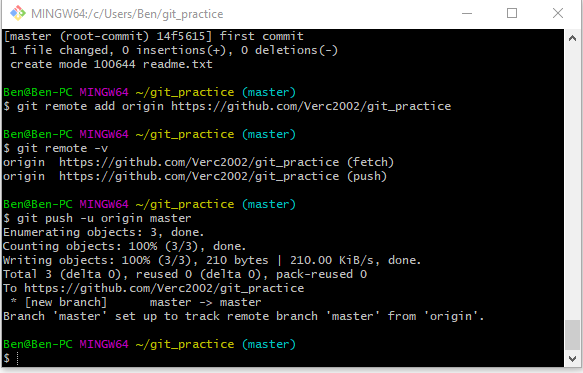 MINGW64:/c/Users/Ben/git_practice
[master (root-commit) 14f5615] first commit
 1 file changed, 0 insertions(+), 0 deletions(-)
 create mode 100644 readme.txt
Ben@Ben-PC MINGW64 ~/git_practice (master)
$ git remote add origin https://github.com/Verc2002/git_practice
Ben@Ben-PC MINGW64 ~/git_practice (master)
$ git remote -v
origin  https://github.com/Verc2002/git_practice (fetch)
origin  https://github.com/Verc2002/git_practice (push)
Ben@Ben-PC MINGW64 ~/git_practice (master)
$ git push -u origin master
Enumerating objects: 3, done.
Counting objects: 100% (3/3), done.
Writing objects: 100% (3/3), 210 bytes | 210.00 KiB/s, done.
Total 3 (delta 0), reused 0 (delta 0), pack-reused 0
To https://github.com/Verc2002/git_practice
 * [new branch]      master -> master
Branch 'master' set up to track remote branch 'master' from 'origin'.
Ben@Ben-PC MINGW64 ~/git_practice (master)
$